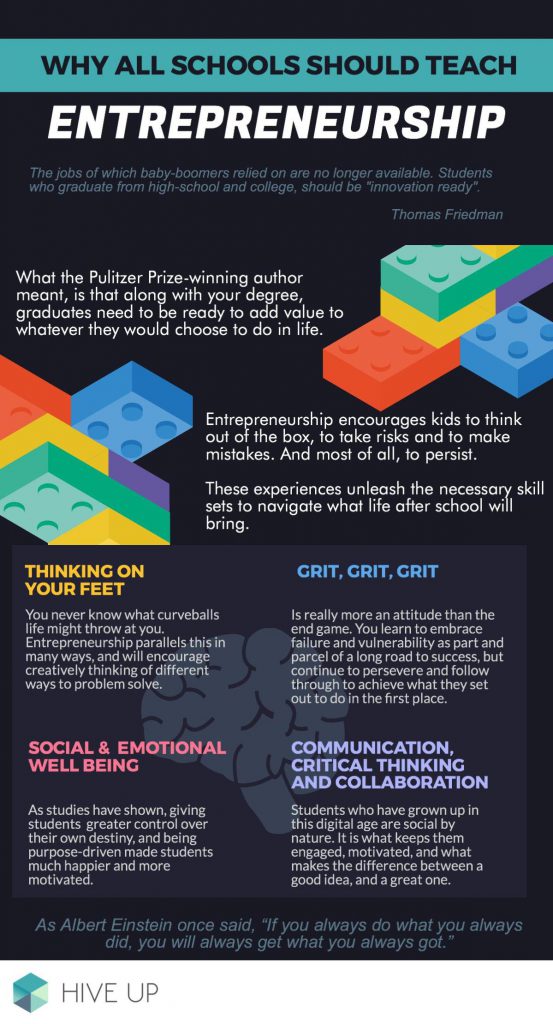 WHY ALL SCHOOLS SHOULD TEACH
ENTREPRENEURSHIP
The jobs of which baby-boomers relied on are no longer available. Students
who graduate from high-school and college, should be "innovation ready".
Thomas Friedman
What the Pulitzer Prize-winning author
meant, is that along with your degree,
graduates need to be ready to add value to
whatever they would choose to do in life.
Entrepreneurship encourages kids to think
out of the box, to take risks and to make
mistakes. And most of all, to persist.
These experiences unleash the necessary skill
sets to navigate what life after school will
bring.
THINKING ON
YOUR FEET
You never know what curveballs
life might throw at you.
Entrepreneurship parallels this in
many ways, and will encourage
creatively thinking of different
ways to problem solve.
GRIT, GRIT, GRIT
Is really more an attitude than the
end game. You learn to embrace
failure and vulnerability as part and
parcel of a long road to success, but
continue to persevere and follow
through to achieve what they set
out to do in the first place.
SOCIAL & EMOTIONAL
WELL BEING
As studies have shown, giving
students greater control over
their own destiny, and being
purpose-driven made students
much happier and more
motivated.
COMMUNICATION,
CRITICAL THINKING
AND COLLABORATION
Students who have grown up in
this digital age are social by
nature. It is what keeps them
engaged, motivated, and what
makes the difference between a
good idea, and a great one.
As Albert Einstein once said, “If you always do what you always
did, you will always get what you always got.”
HIVE UP